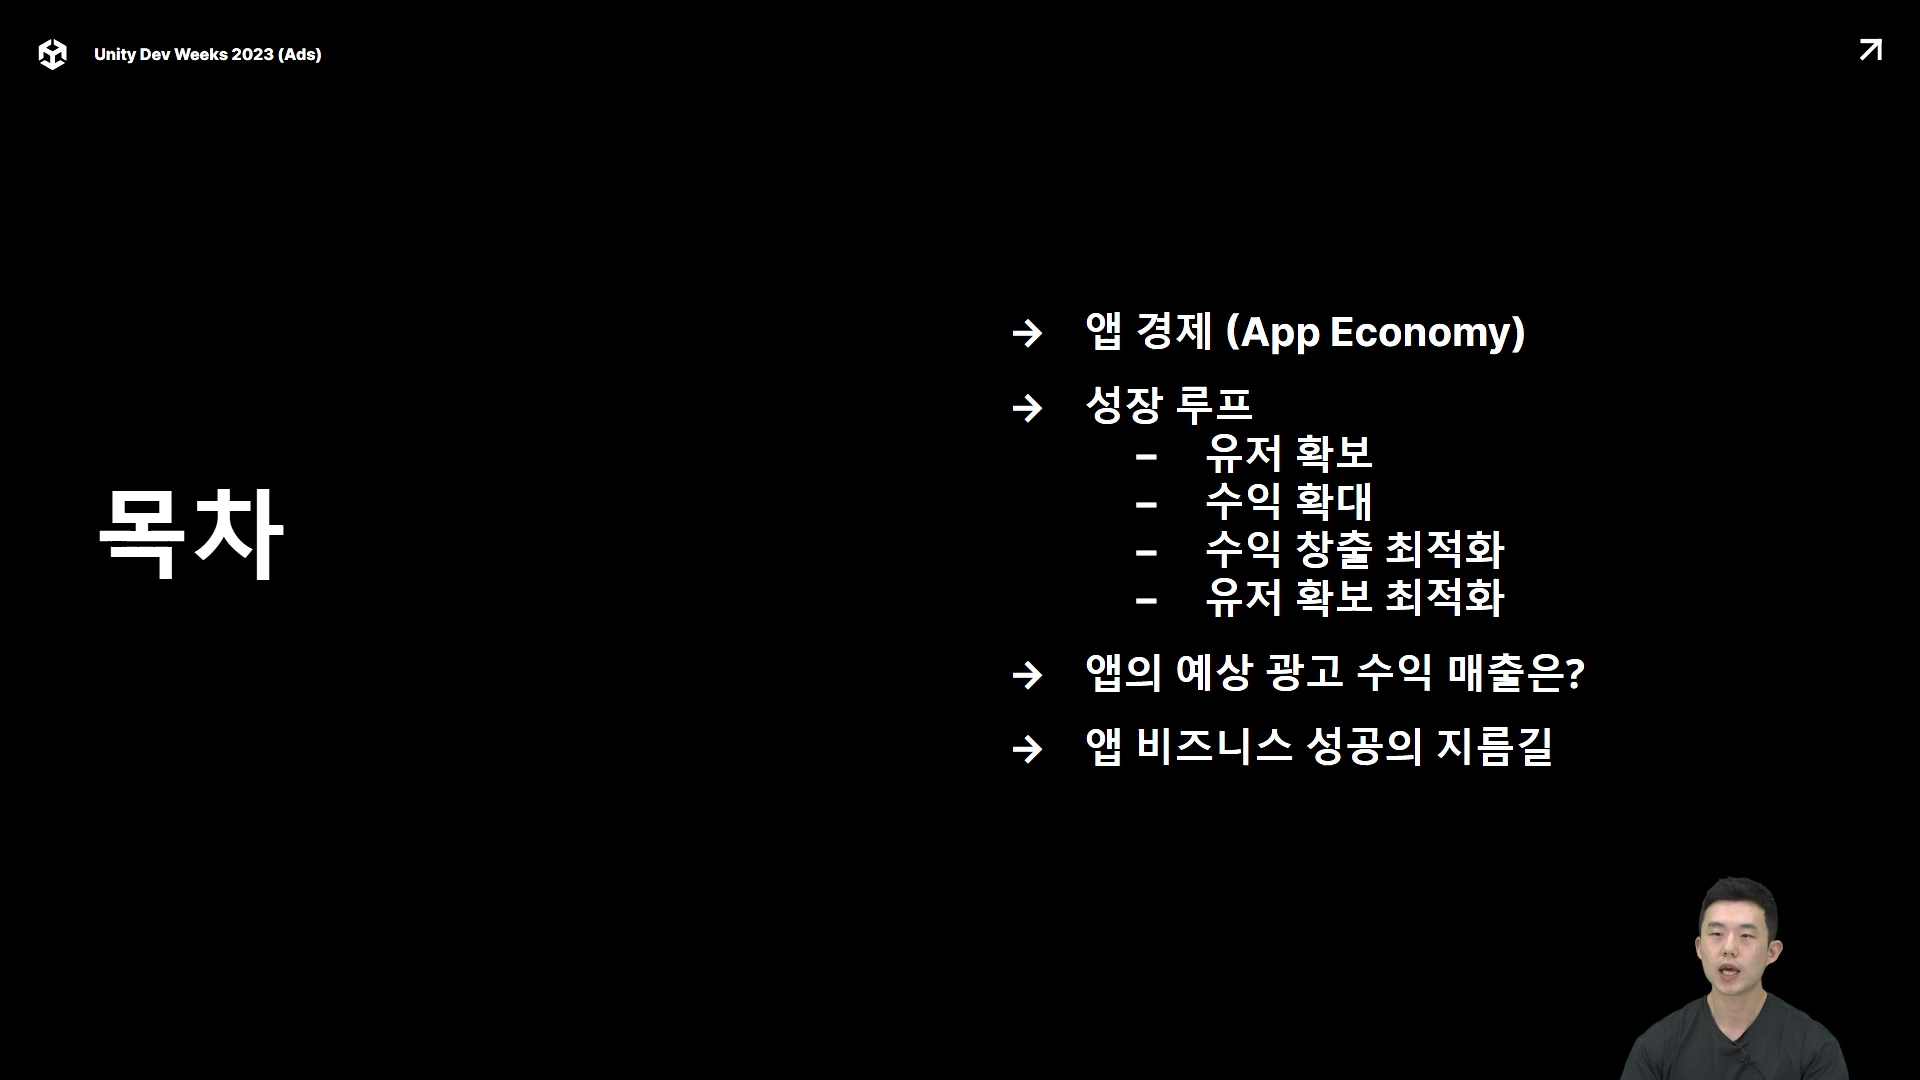 Unity Dev Weeks 2023 (Ads)
목차
→ 앱 경제 (App Economy)
→ 성장 루프
– 유저 확보
– 수익 확대
– 수익 창출 최적화
– 유저 확보 최적화
→ 앱의 예상 광고 수익 매출은?
→ 앱 비즈니스 성공의 지름길